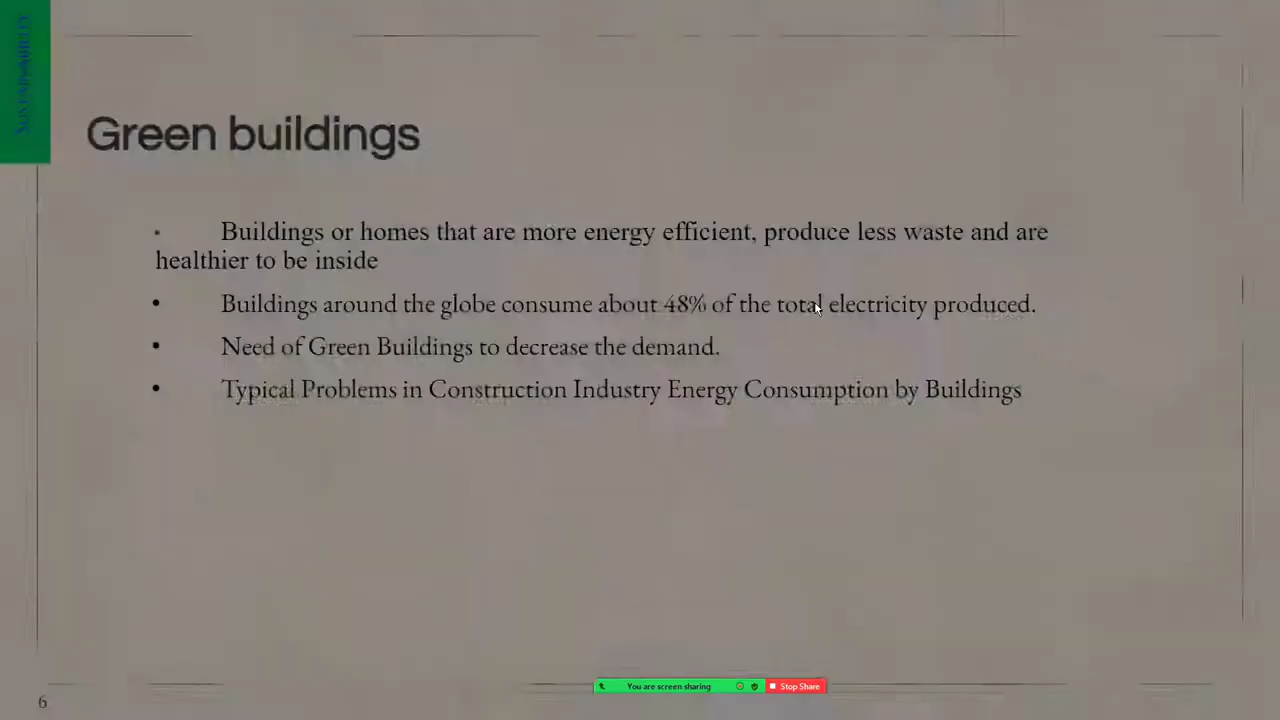 SUSTAINABILITY
Green buildings
▪ Buildings or homes that are more energy efficient, produce less waste and are
healthier to be inside
• Buildings around the globe consume about 48% of the total electricity produced.
• Need of Green Buildings to decrease the demand.
• Typical Problems in Construction Industry Energy Consumption by Buildings
6
You are screen sharing
Stop Share